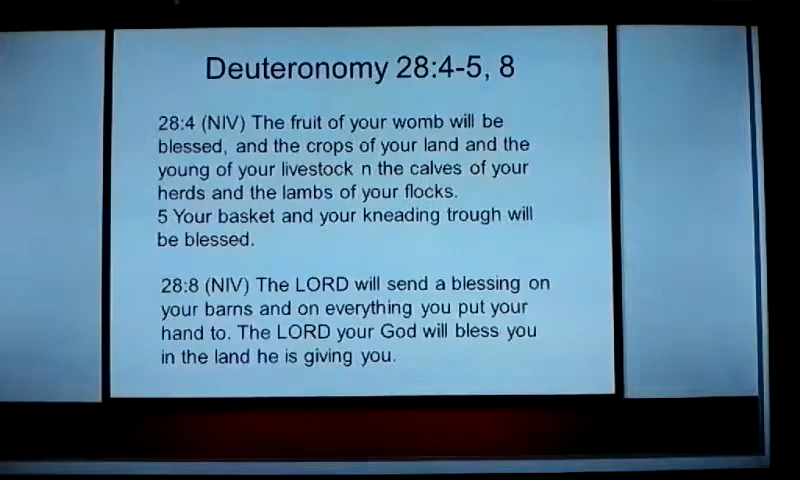 Deuteronomy 28:4-5, 8
28:4 (NIV) The fruit of your womb will be
blessed, and the crops of your land and the
young of your livestock n the calves of your
herds and the lambs of your flocks.
5 Your basket and your kneading trough will
be blessed.
28:8 (NIV) The LORD will send a blessing on
your barns and on everything you put your
hand to. The LORD your God will bless you
in the land he is giving you.